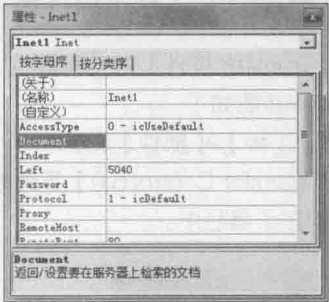 属性 - Inet1
Inet1 Inet
按字母序 按分类序
(关于)
(名称) Inet1
(自定义)
AccessType 0 - icUseDefault
Document
Index
Left 5040
Password
Protocol 1 - icDefault
Proxy
RemoteHost
RemotePort 80
Document
返回/设置要在服务器上检索的文档